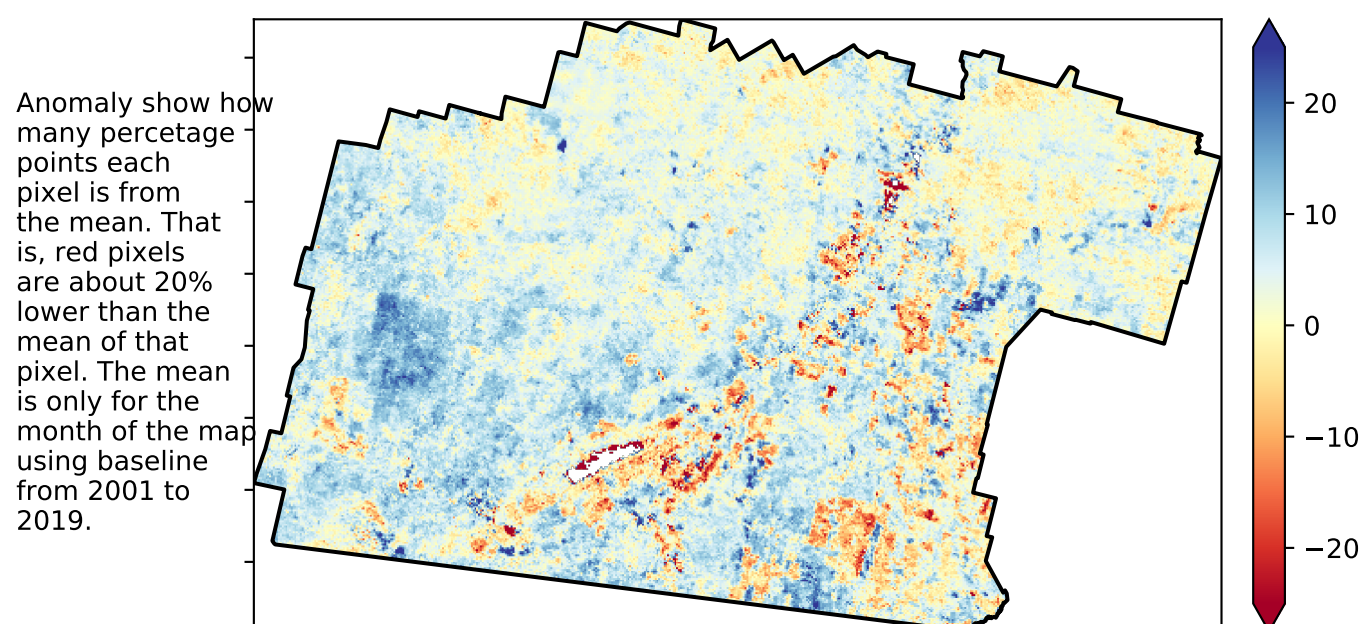 Anomaly show how
many percetage
points each
pixel is from
the mean. That
is, red pixels
are about 20%
lower than the
mean of that
pixel. The mean
is only for the
month of the map
using baseline
from 2001 to
2019.
20
10
0
−10
−20